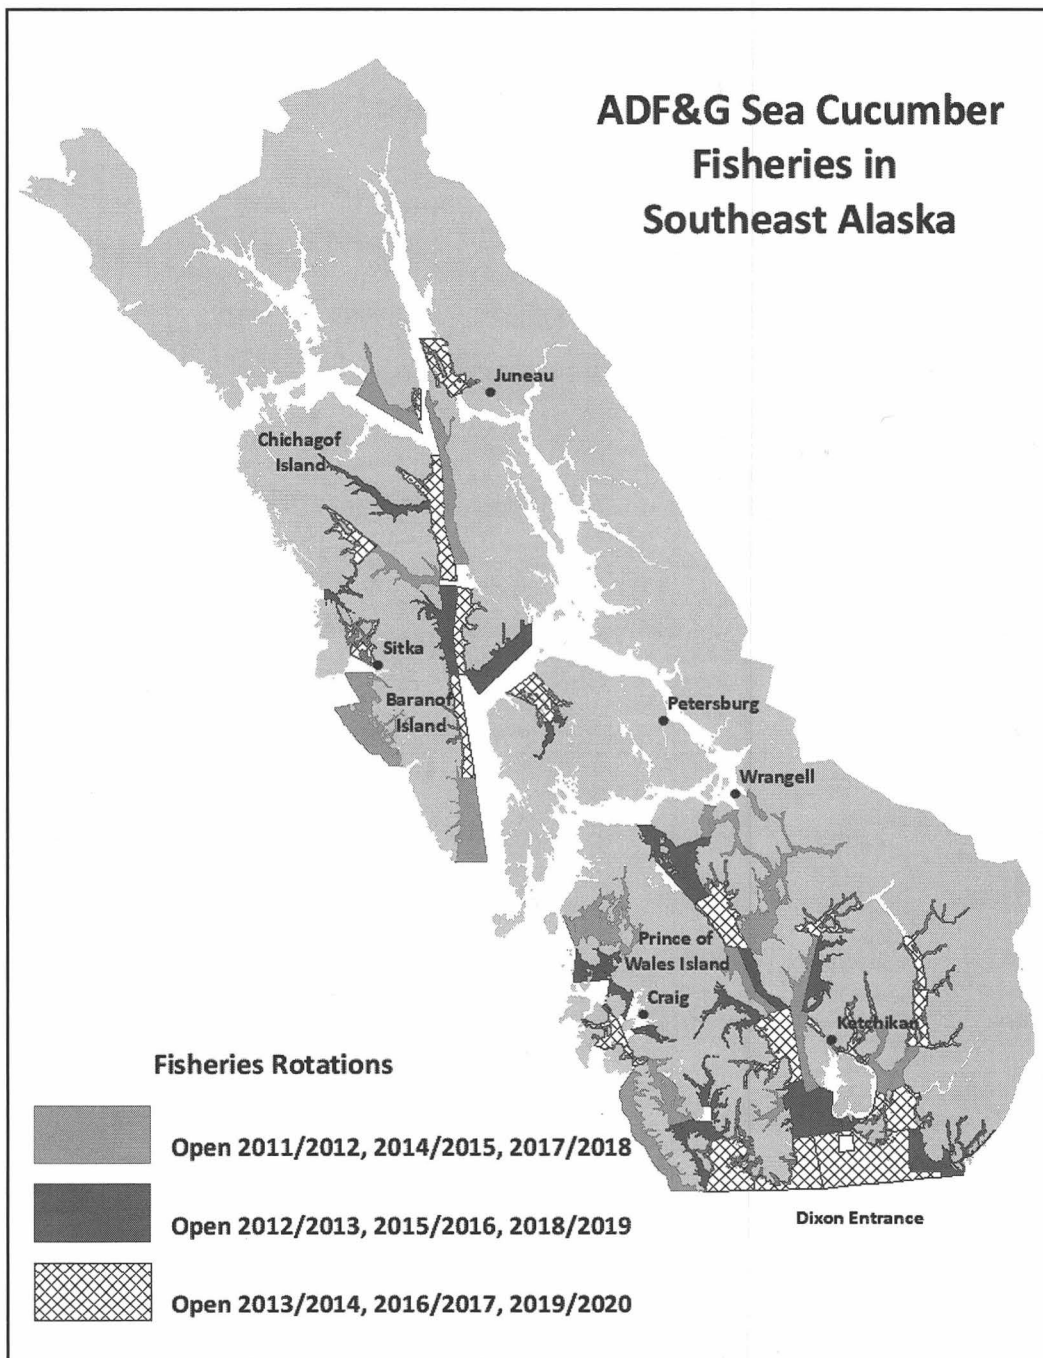 ADF&G Sea Cucumber
Fisheries in
Southeast Alaska
Juneau
Chichagof
Island
Sitka
Baranof
Island
Petersburg
Wrangell
Prince of
Wales Island
Craig
Ketchikan
Fisheries Rotations
Open 2011/2012, 2014/2015, 2017/2018
Open 2012/2013, 2015/2016, 2018/2019
Open 2013/2014, 2016/2017, 2019/2020
Dixon Entrance